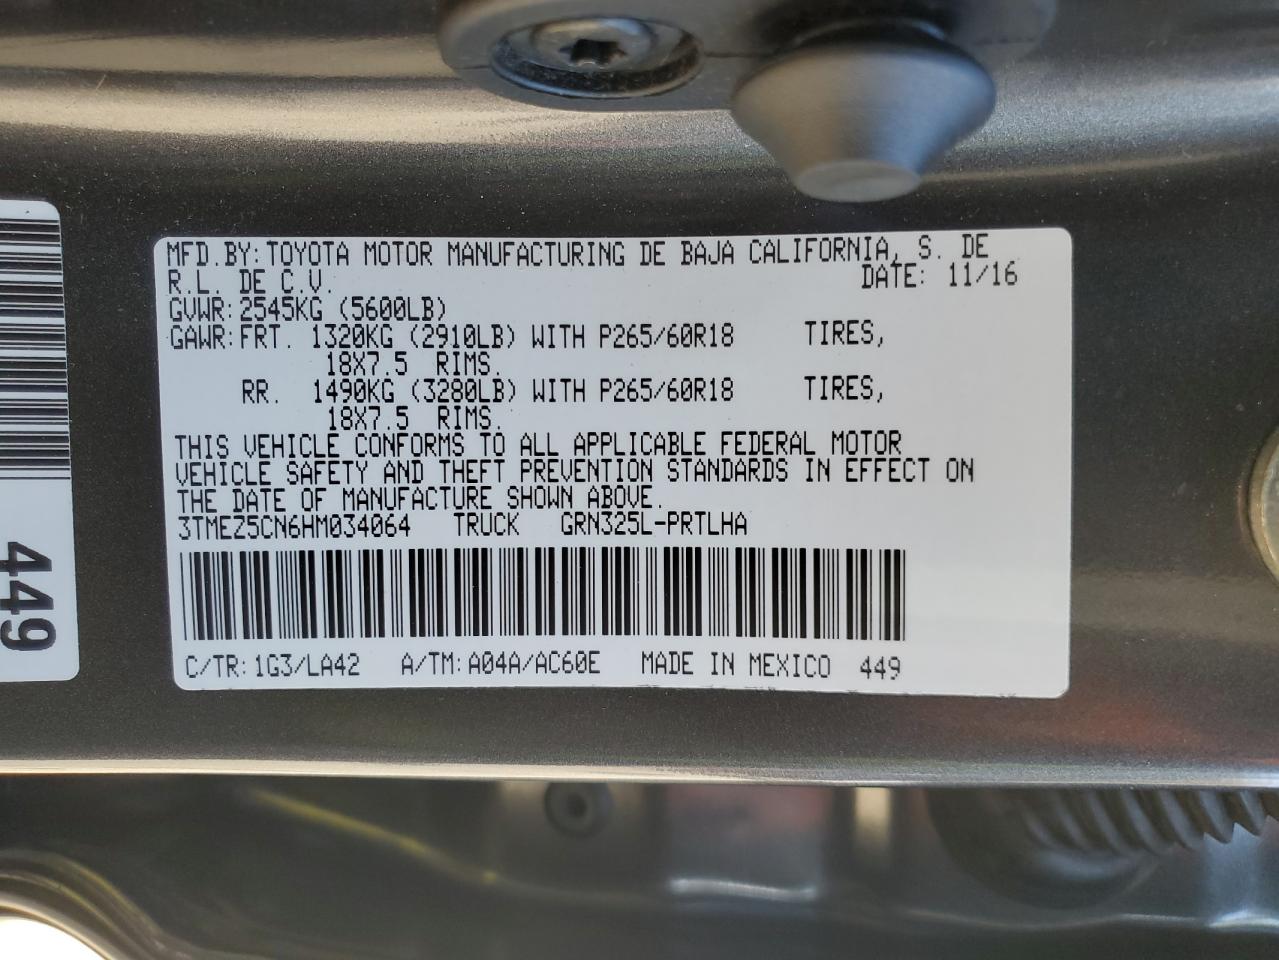 MFD.BY:TOYOTA MOTOR MANUFACTURING DE BAJA CALIFORNIA, S. DE
R.L. DE C.V. DATE: 11/16
GVWR:2545KG (5600LB)
GAWR:FRT. 1320KG (2910LB) WITH P265/60R18 TIRES,
18X7.5 RIMS.
RR. 1490KG (3280LB) WITH P265/60R18 TIRES,
18X7.5 RIMS.
THIS VEHICLE CONFORMS TO ALL APPLICABLE FEDERAL MOTOR
VEHICLE SAFETY AND THEFT PREVENTION STANDARDS IN EFFECT ON
THE DATE OF MANUFACTURE SHOWN ABOVE.
3TMEZ5CN6HM034064 TRUCK GRN325L-PRTLHA
C/TR:1G3/LA42 A/TM:A04A/AC60E MADE IN MEXICO 449
449